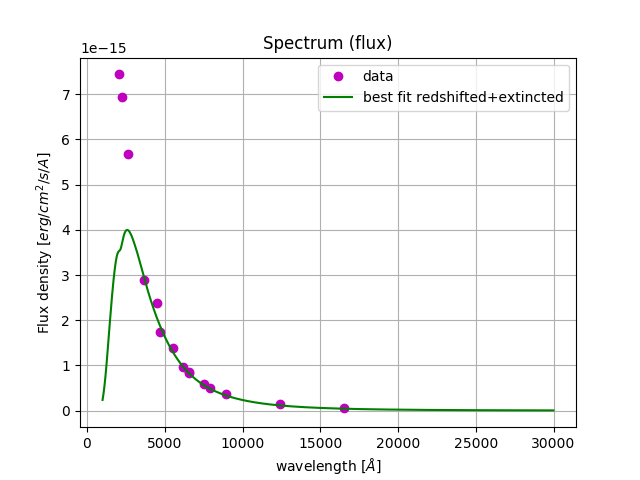 Spectrum (flux)
1e−15
data
best fit redshifted+extincted
7
6
5
4
3
2
1
0
Flux density [erg/cm²/s/A]
0 5000 10000 15000 20000 25000 30000
wavelength [Å]